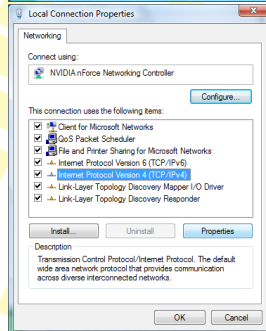 Local Connection Properties
Networking
Connect using:
NVIDIA nForce Networking Controller
Configure...
This connection uses the following items:
Client for Microsoft Networks
QoS Packet Scheduler
File and Printer Sharing for Microsoft Networks
Internet Protocol Version 6 (TCP/IPv6)
Internet Protocol Version 4 (TCP/IPv4)
Link-Layer Topology Discovery Mapper I/O Driver
Link-Layer Topology Discovery Responder
Install...
Uninstall
Properties
Description
Transmission Control Protocol/Internet Protocol. The default
wide area network protocol that provides communication
across diverse interconnected networks.
OK
Cancel